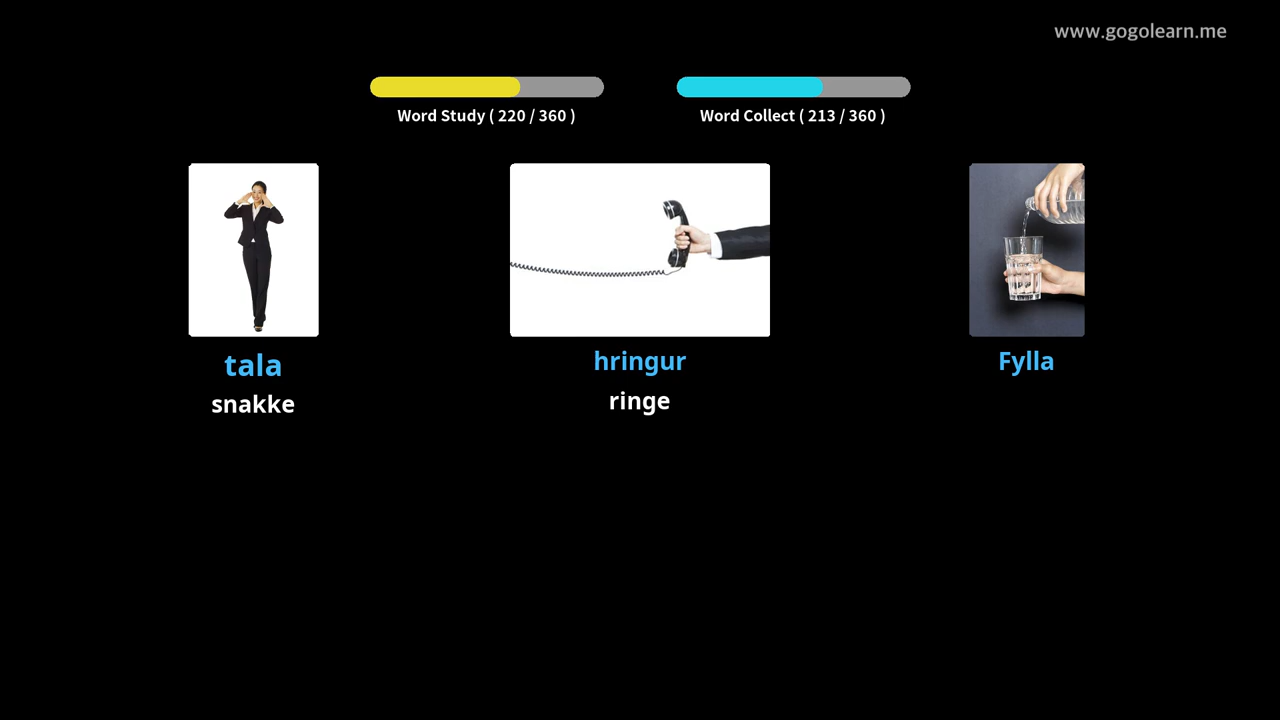 www.gogolearn.me
Word Study ( 220 / 360 )
Word Collect ( 213 / 360 )
tala
snakke
hringur
ringe
Fylla